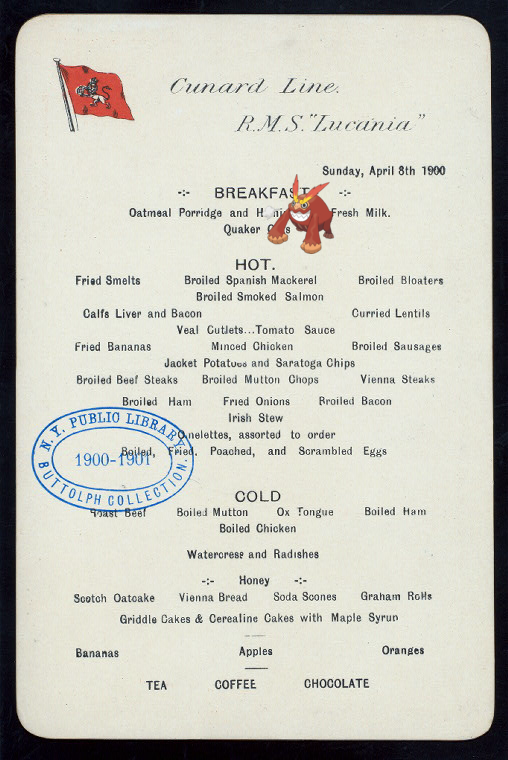 Cunard Line.
R.M.S. "Lucania"
Sunday, April 8th 1900
-:- BREAKFAST -:-
Oatmeal Porridge and Fresh Milk.
Quaker
HOT.
Fried Smelts Broiled Spanish Mackerel Broiled Bloaters
Broiled Smoked Salmon
Calfs Liver and Bacon Curried Lentils
Veal Cutlets...Tomato Sauce
Fried Bananas Minced Chicken Broiled Sausages
Jacket Potatoes and Saratoga Chips
Broiled Beef Steaks Broiled Mutton Chops Vienna Steaks
Broiled Ham Fried Onions Broiled Bacon
Irish Stew
Omelettes, assorted to order
Boiled, Fried, Poached, and Scrambled Eggs
N.Y. PUBLIC LIBRARY.
1900-1901
BUTTOLPH COLLECTION.
COLD
Roast Beef Boiled Mutton Ox Tongue Boiled Ham
Boiled Chicken
Watercress and Radishes
-:- Honey -:-
Scotch Oatcake Vienna Bread Soda Scones Graham Rolls
Griddle Cakes & Cerealine Cakes with Maple Syrup
Bananas Apples Oranges
TEA COFFEE CHOCOLATE